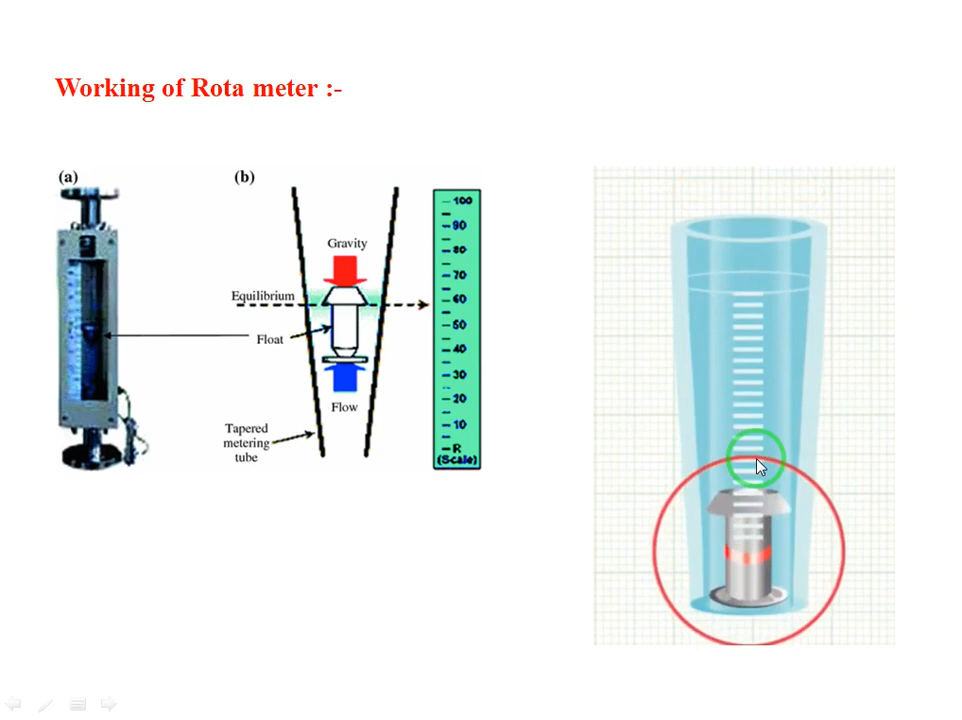 Working of Rota meter :-
(a)
(b)
Gravity
Equilibrium
Float
Flow
Tapered
metering
tube
100
90
80
70
60
50
40
30
20
10
R
(Scale)